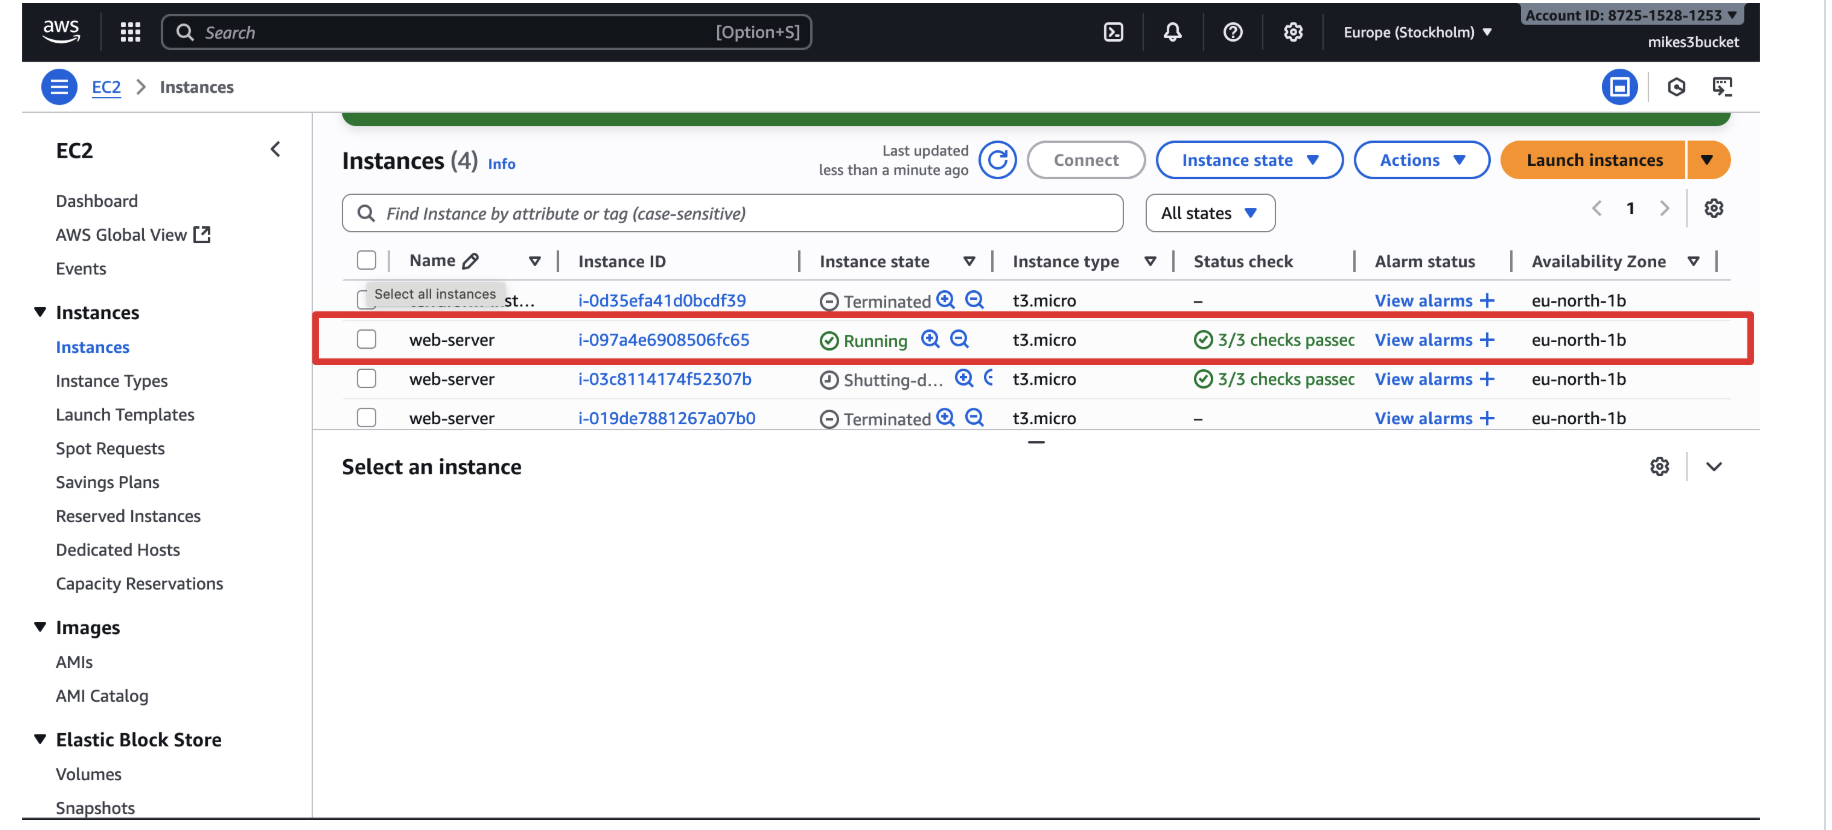 aws
Search [Option+S]
Europe (Stockholm)
Account ID: 8725-1528-1253
mikes3bucket
EC2 Instances
EC2
Dashboard
AWS Global View
Events
Instances
Instances
Instance Types
Launch Templates
Spot Requests
Savings Plans
Reserved Instances
Dedicated Hosts
Capacity Reservations
Images
AMIs
AMI Catalog
Elastic Block Store
Volumes
Snapshots
Instances (4) Info
Last updated
less than a minute ago
Connect
Instance state
Actions
Launch instances
Find Instance by attribute or tag (case-sensitive)
All states
1
Name Instance ID Instance state Instance type Status check Alarm status Availability Zone
Select all instances
st... i-0d35efa41d0bcdf39 Terminated t3.micro – View alarms + eu-north-1b
web-server i-097a4e6908506fc65 Running t3.micro 3/3 checks passec View alarms + eu-north-1b
web-server i-03c8114174f52307b Shutting-d... t3.micro 3/3 checks passec View alarms + eu-north-1b
web-server i-019de7881267a07b0 Terminated t3.micro – View alarms + eu-north-1b
Select an instance